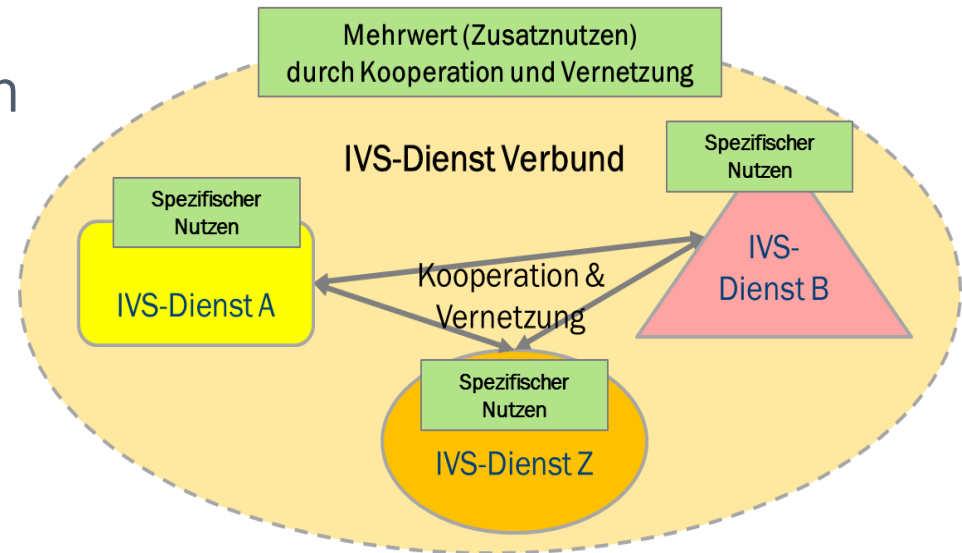 Mehrwert (Zusatznutzen)
durch Kooperation und Vernetzung
n
IVS-Dienst Verbund
Spezifischer
Nutzen
IVS-
Dienst B
Spezifischer
Nutzen
IVS-Dienst A
Kooperation &
Vernetzung
Spezifischer
Nutzen
IVS-Dienst Z